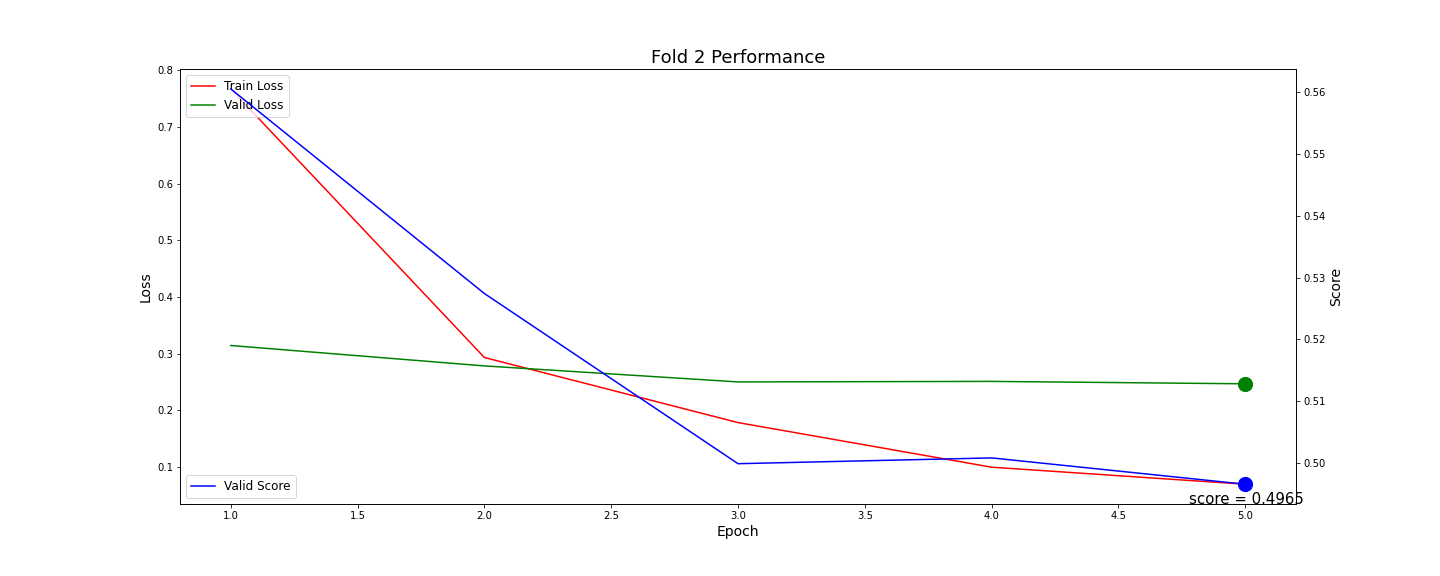 Fold 2 Performance
Train Loss
Valid Loss
Valid Score
0.8
0.7
0.6
0.5
0.4
0.3
0.2
0.1
Loss
0.56
0.55
0.54
0.53
0.52
0.51
0.50
Score
score = 0.4965
1.0 1.5 2.0 2.5 3.0 3.5 4.0 4.5 5.0
Epoch